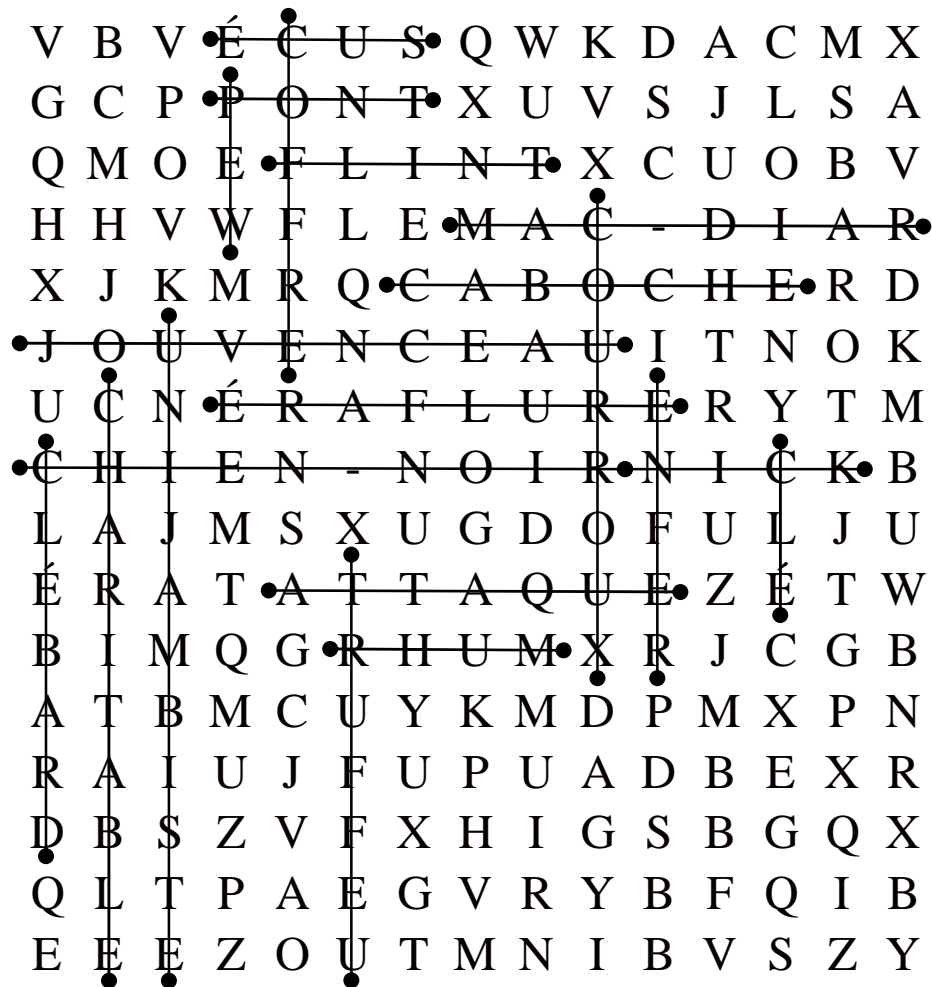 V B V É C U S Q W K D A C M X
G C P P O N T X U V S J L S A
Q M O E F L I N T X C U O B V
H H V W F L E M A C - D I A R
X J K M R Q C A B O C H E R D
J O U V E N C E A U I T N O K
U C N É R A F L U R E R Y T M
C H I E N - N O I R N I C K B
L A J M S X U G D O F U L J U
É R A T A T T A Q U E Z É T W
B I M Q G R H U M X R J C G B
A T B M C U Y K M D P M X P N
R A I U J F U P U A D B E X R
D B S Z V F X H I G S B G Q X
Q L T P A E G V R Y B F Q I B
E E E Z O U T M N I B V S Z Y